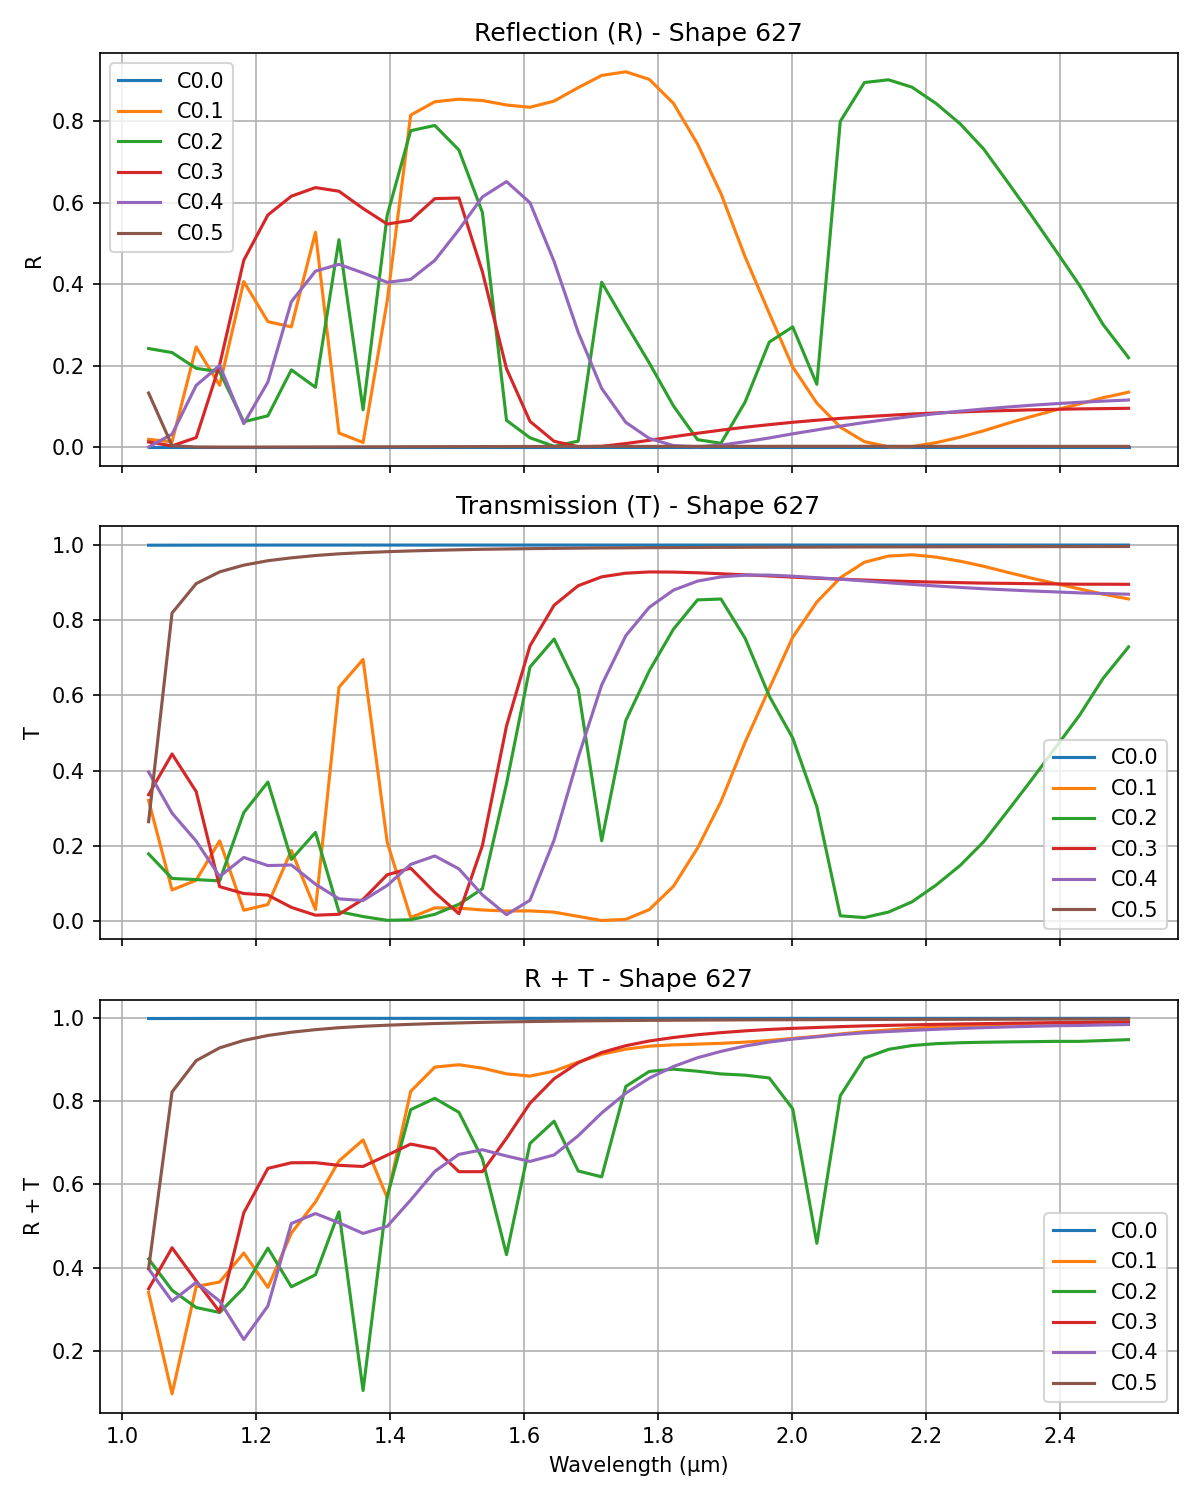 Reflection (R) - Shape 627
C0.0
C0.1
C0.2
C0.3
C0.4
C0.5
0.8
0.6
0.4
0.2
0.0
R
Transmission (T) - Shape 627
1.0
0.8
0.6
0.4
0.2
0.0
T
C0.0
C0.1
C0.2
C0.3
C0.4
C0.5
R + T - Shape 627
1.0
0.8
0.6
0.4
0.2
R + T
C0.0
C0.1
C0.2
C0.3
C0.4
C0.5
1.0 1.2 1.4 1.6 1.8 2.0 2.2 2.4
Wavelength (µm)